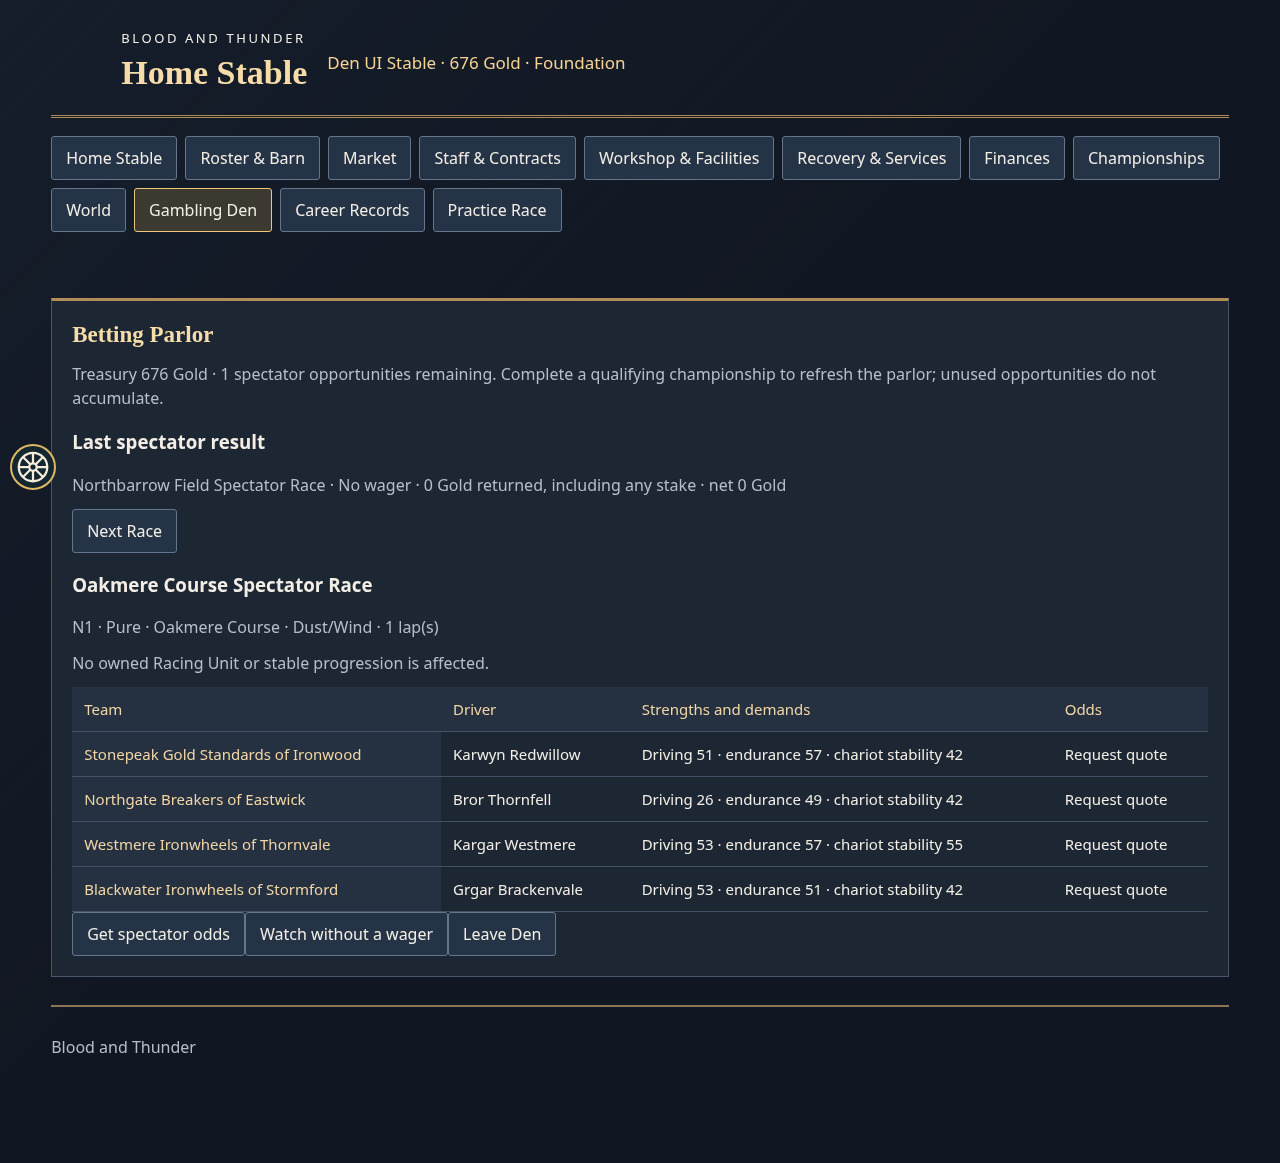 BLOOD AND THUNDER
Home Stable
Den UI Stable · 676 Gold · Foundation
Home Stable
Roster & Barn
Market
Staff & Contracts
Workshop & Facilities
Recovery & Services
Finances
Championships
World
Gambling Den
Career Records
Practice Race
Betting Parlor
Treasury 676 Gold · 1 spectator opportunities remaining. Complete a qualifying championship to refresh the parlor; unused opportunities do not
accumulate.
Last spectator result
Northbarrow Field Spectator Race · No wager · 0 Gold returned, including any stake · net 0 Gold
Next Race
Oakmere Course Spectator Race
N1 · Pure · Oakmere Course · Dust/Wind · 1 lap(s)
No owned Racing Unit or stable progression is affected.
Team Driver Strengths and demands Odds
Stonepeak Gold Standards of Ironwood Karwyn Redwillow Driving 51 · endurance 57 · chariot stability 42 Request quote
Northgate Breakers of Eastwick Bror Thornfell Driving 26 · endurance 49 · chariot stability 42 Request quote
Westmere Ironwheels of Thornvale Kargar Westmere Driving 53 · endurance 57 · chariot stability 55 Request quote
Blackwater Ironwheels of Stormford Grgar Brackenvale Driving 53 · endurance 51 · chariot stability 42 Request quote
Get spectator odds
Watch without a wager
Leave Den
Blood and Thunder